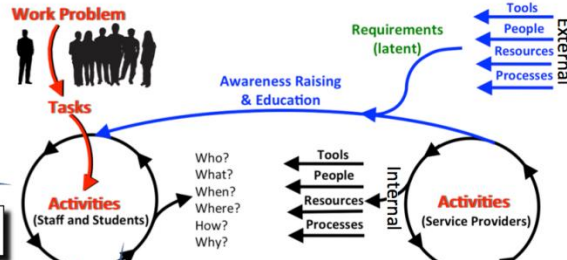 Work Problem
Tasks
Activities
(Staff and Students)
Awareness Raising
& Education
Requirements
(latent)
Tools
People
Resources
Processes
External
Who?
What?
When?
Where?
How?
Why?
Tools
People
Resources
Processes
Internal
Activities
(Service Providers)